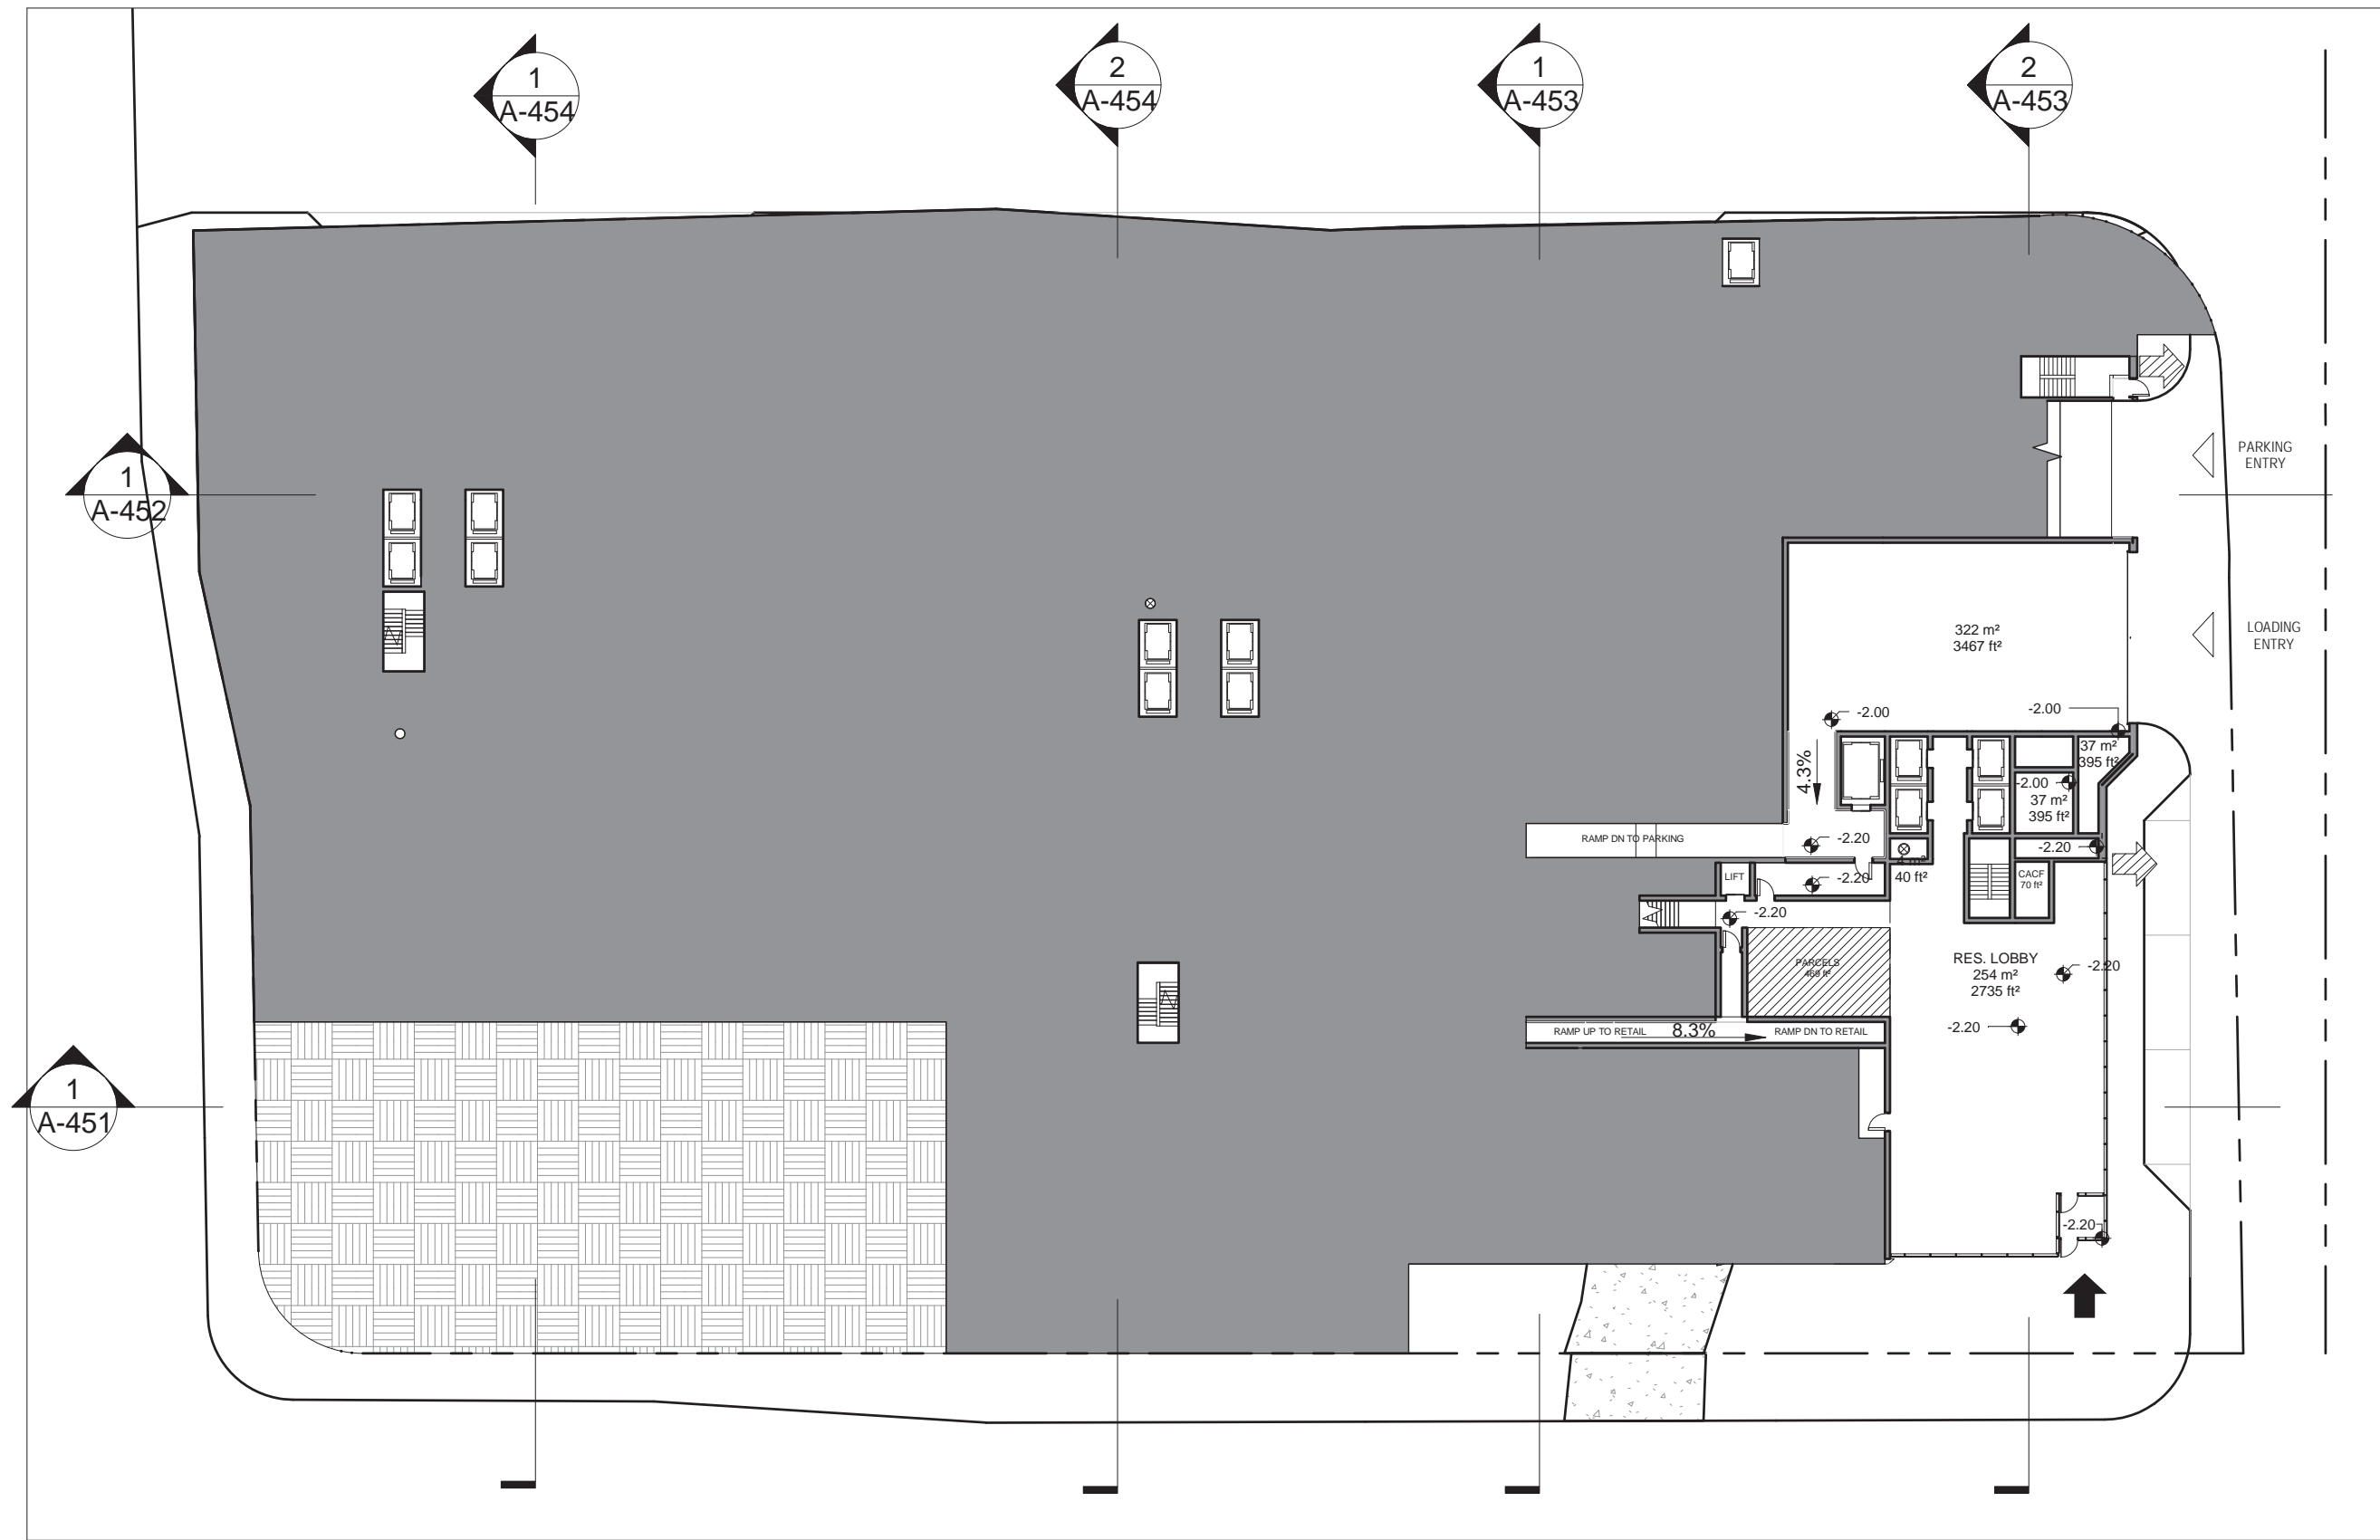 1
A-454
2
A-454
1
A-453
2
A-453
PARKING
ENTRY
1
A-452
LOADING
ENTRY
322 m²
3467 ft²
-2.00
-2.00
37 m²
395 ft²
4.3%
-2.00
37 m²
395 ft²
RAMP DN TO PARKING
-2.20
-2.20
40 ft²
LIFT
-2.20
CACF
70 ft²
-2.20
PARCELS
469 ft²
RES. LOBBY
254 m²
2735 ft²
-2.20
RAMP UP TO RETAIL
8.3%
RAMP DN TO RETAIL
-2.20
1
A-451
-2.20